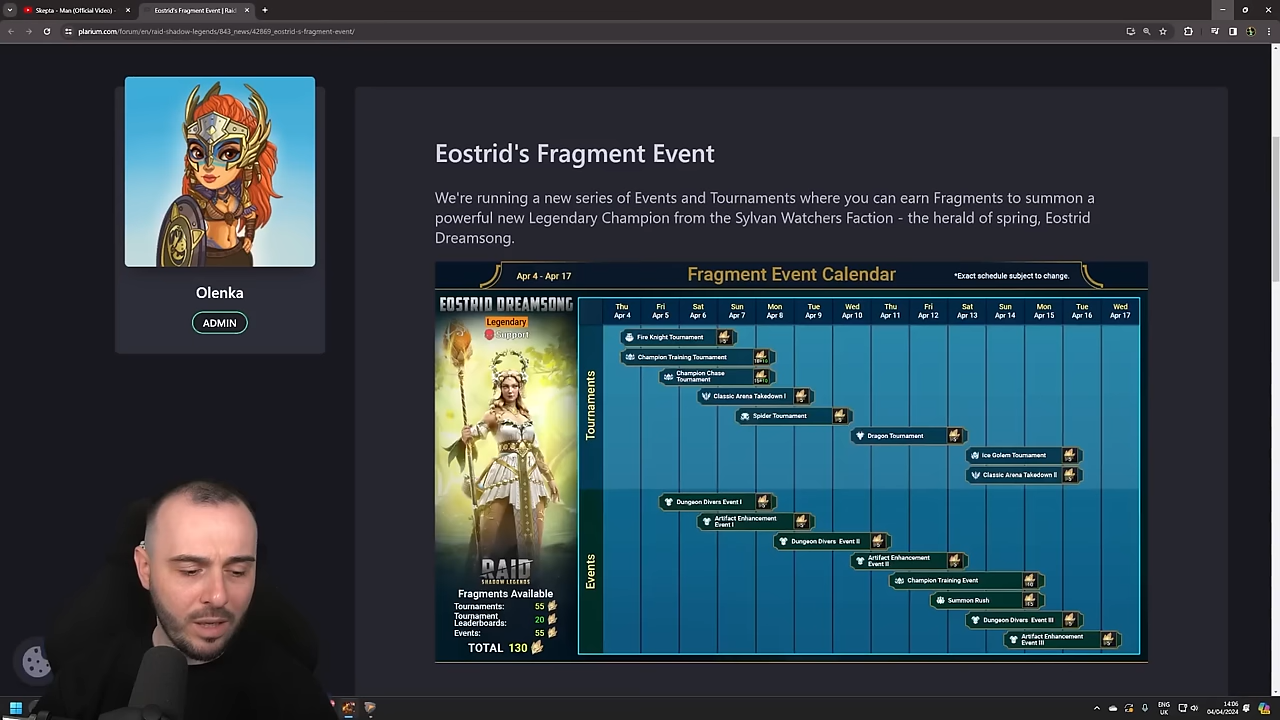 Skepta - Man (Official Video) -
Eostrid's Fragment Event | Raid
plarium.com/forum/en/raid-shadow-legends/843_news/42869_eostrid-s-fragment-event/
Olenka
ADMIN
Eostrid's Fragment Event
We're running a new series of Events and Tournaments where you can earn Fragments to summon a
powerful new Legendary Champion from the Sylvan Watchers Faction - the herald of spring, Eostrid
Dreamsong.
Apr 4 - Apr 17
Fragment Event Calendar
*Exact schedule subject to change.
EOSTRID DREAMSONG
Legendary
Support
RAID
SHADOW LEGENDS
Fragments Available
Tournaments: 55
Tournament
Leaderboards: 20
Events: 55
TOTAL 130
Thu Fri Sat Sun Mon Tue Wed Thu Fri Sat Sun Mon Tue Wed
Apr 4 Apr 5 Apr 6 Apr 7 Apr 8 Apr 9 Apr 10 Apr 11 Apr 12 Apr 13 Apr 14 Apr 15 Apr 16 Apr 17
Tournaments
Fire Knight Tournament
Champion Training Tournament
Champion Chase
Tournament
Classic Arena Takedown I
Spider Tournament
Dragon Tournament
Ice Golem Tournament
Classic Arena Takedown II
Events
Dungeon Divers Event I
Artifact Enhancement
Event I
Dungeon Divers Event II
Artifact Enhancement
Event II
Champion Training Event
Summon Rush
Dungeon Divers Event III
Artifact Enhancement
Event III
ENG
UK
14:06
04/04/2024